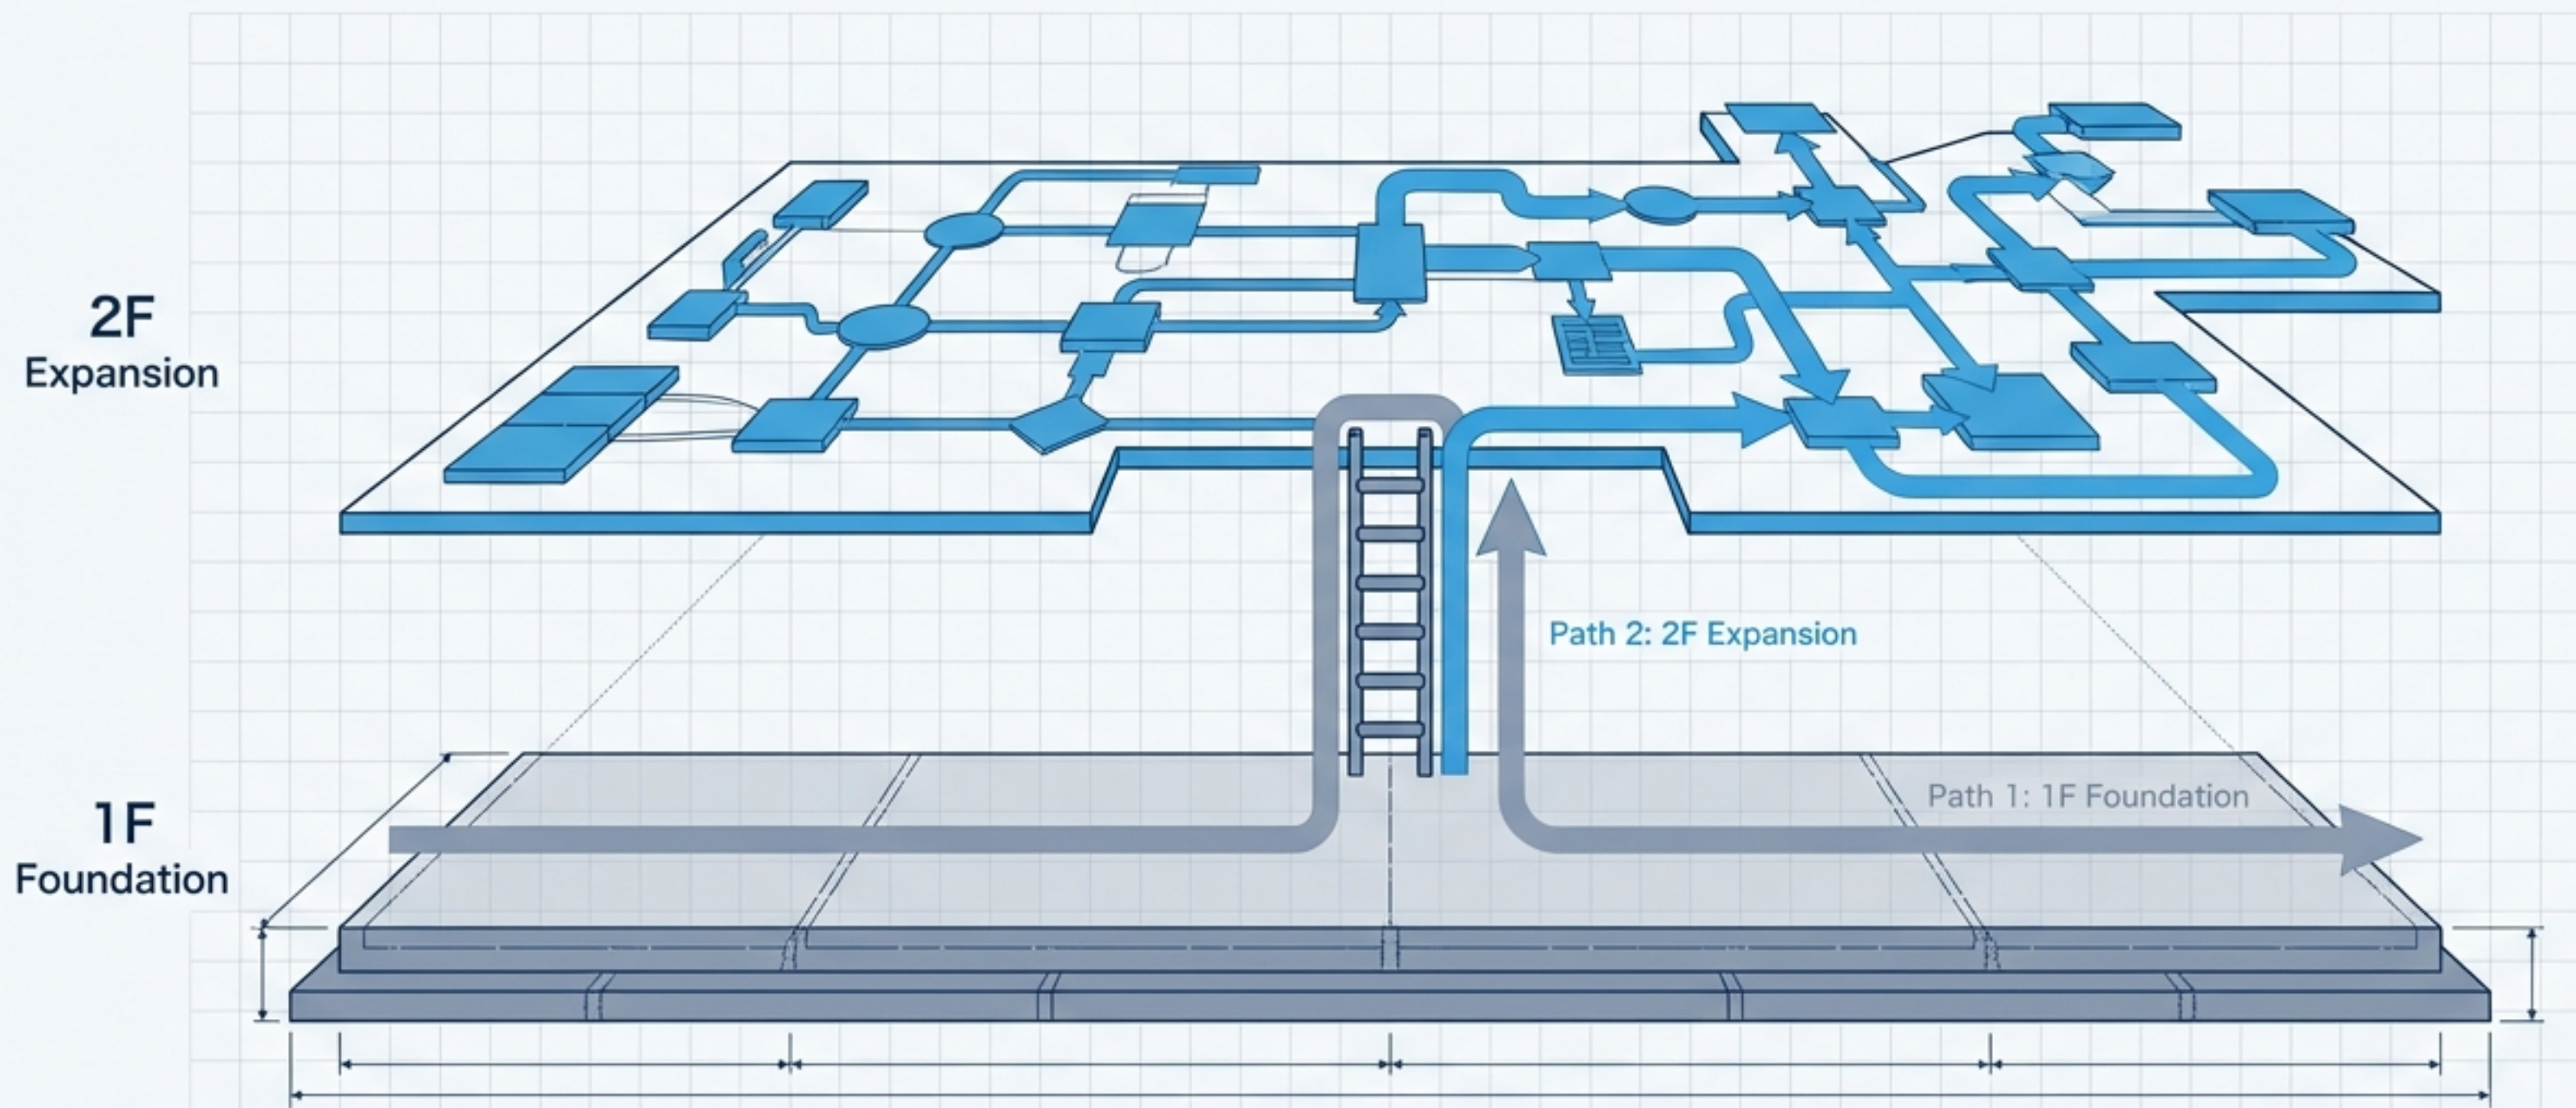 2F
Expansion
Path 2: 2F Expansion
1F
Foundation
Path 1: 1F Foundation